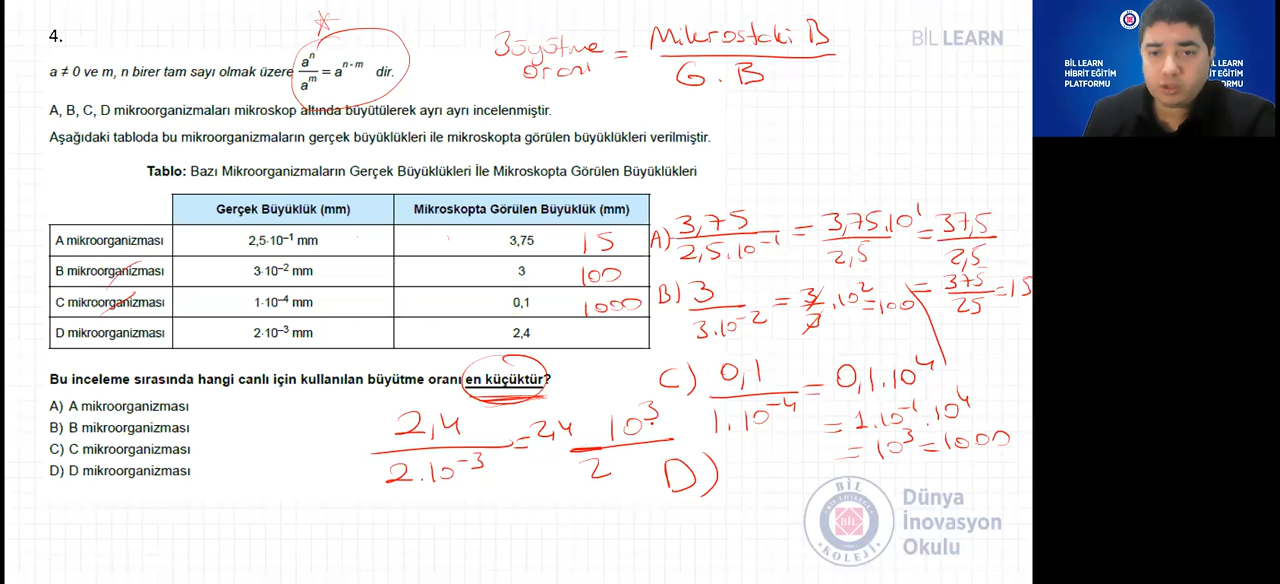 4.
a ≠ 0 ve m, n birer tam sayı olmak üzere aⁿ/aᵐ = aⁿ⁻ᵐ dir.
Büyütme oranı = Mikrostaki B / G.B
BİL LEARN
BİL LEARN
HİBRİT EĞİTİM
PLATFORMU
A, B, C, D mikroorganizmaları mikroskop altında büyütülerek ayrı ayrı incelenmiştir.
Aşağıdaki tabloda bu mikroorganizmaların gerçek büyüklükleri ile mikroskopta görülen büyüklükleri verilmiştir.
Tablo: Bazı Mikroorganizmaların Gerçek Büyüklükleri İle Mikroskopta Görülen Büyüklükleri
Gerçek Büyüklük (mm) Mikroskopta Görülen Büyüklük (mm)
A mikroorganizması 2,5·10⁻¹ mm 3,75 15
B mikroorganizması 3·10⁻² mm 3 100
C mikroorganizması 1·10⁻⁴ mm 0,1 1000
D mikroorganizması 2·10⁻³ mm 2,4
A) 3,75 / 2,5.10⁻¹ = 3,75.10¹ / 2,5 = 37,5 / 2,5
= 375 / 25 = 15
B) 3 / 3.10⁻² = 3/3 .10² = 100
C) 0,1 / 1.10⁻⁴ = 0,1.10⁴
= 1.10⁻¹.10⁴
= 10³ = 1000
D)
Bu inceleme sırasında hangi canlı için kullanılan büyütme oranı en küçüktür?
A) A mikroorganizması
B) B mikroorganizması
C) C mikroorganizması
D) D mikroorganizması
2,4 / 2.10⁻³ = 2,4 10³ / 2
BİL
KOLEJİ
Dünya
İnovasyon
Okulu